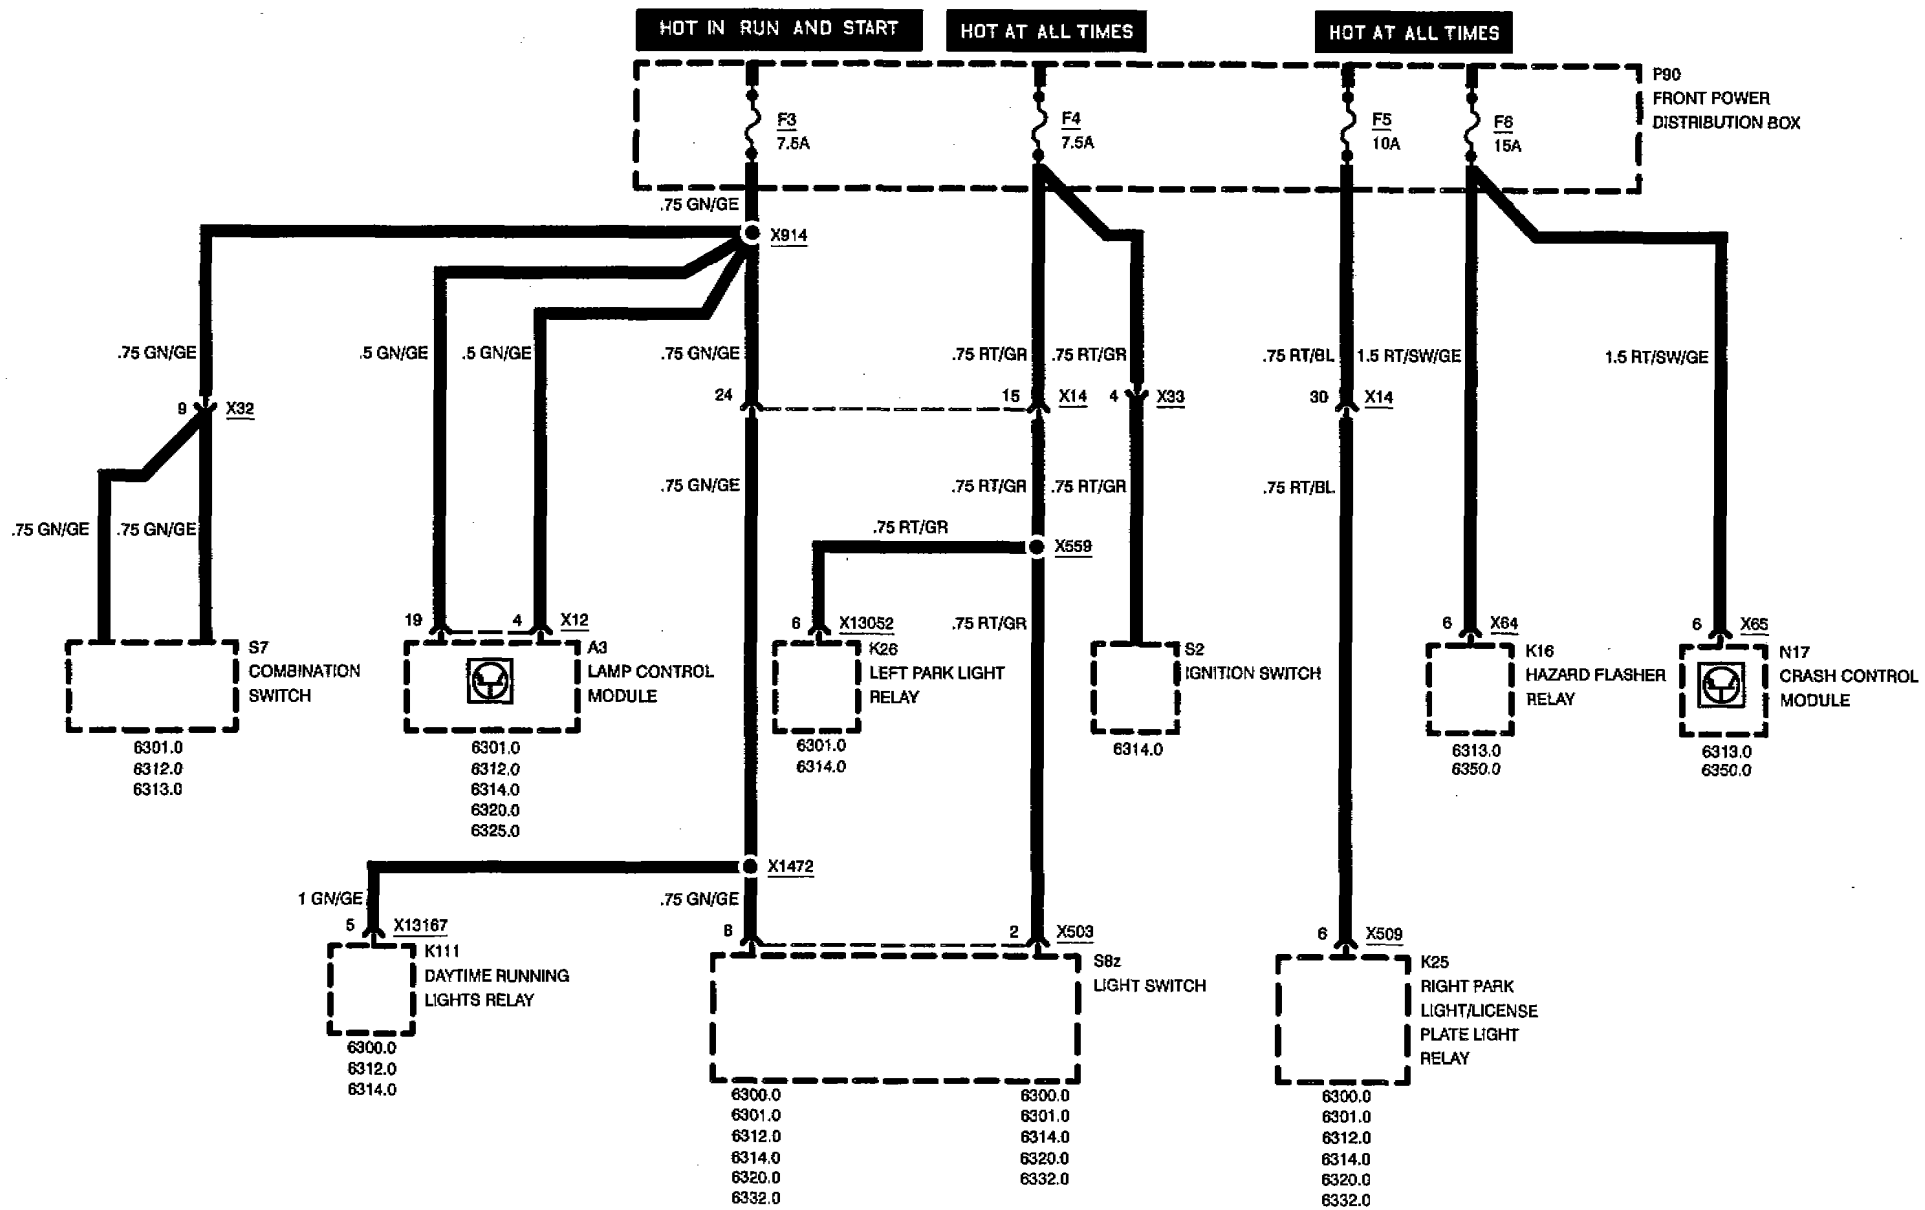 HOT IN RUN AND START
HOT AT ALL TIMES
HOT AT ALL TIMES
P90
FRONT POWER
DISTRIBUTION BOX
F3
7.5A
F4
7.5A
F5
10A
F6
15A
.75 GN/GE
X914
.75 GN/GE
.5 GN/GE
.5 GN/GE
.75 GN/GE
.75 RT/GR
.75 RT/GR
.75 RT/BL
1.5 RT/SW/GE
1.5 RT/SW/GE
9
X32
24
15
X14
4
X33
30
X14
.75 GN/GE
.75 RT/GR
.75 RT/GR
.75 RT/BL
.75 GN/GE
.75 GN/GE
.75 RT/GR
X559
19
4
X12
6
X13052
.75 RT/GR
6
X64
6
X65
S7
COMBINATION
SWITCH
A3
LAMP CONTROL
MODULE
K26
LEFT PARK LIGHT
RELAY
S2
IGNITION SWITCH
K16
HAZARD FLASHER
RELAY
N17
CRASH CONTROL
MODULE
6301.0
6312.0
6313.0
6301.0
6312.0
6314.0
6320.0
6325.0
6301.0
6314.0
6314.0
6313.0
6350.0
6313.0
6350.0
X1472
1 GN/GE
.75 GN/GE
5
X13167
8
2
X503
6
X509
K111
DAYTIME RUNNING
LIGHTS RELAY
S8z
LIGHT SWITCH
K25
RIGHT PARK
LIGHT/LICENSE
PLATE LIGHT
RELAY
6300.0
6312.0
6314.0
6300.0
6301.0
6312.0
6314.0
6320.0
6332.0
6300.0
6301.0
6314.0
6320.0
6332.0
6300.0
6301.0
6312.0
6314.0
6320.0
6332.0